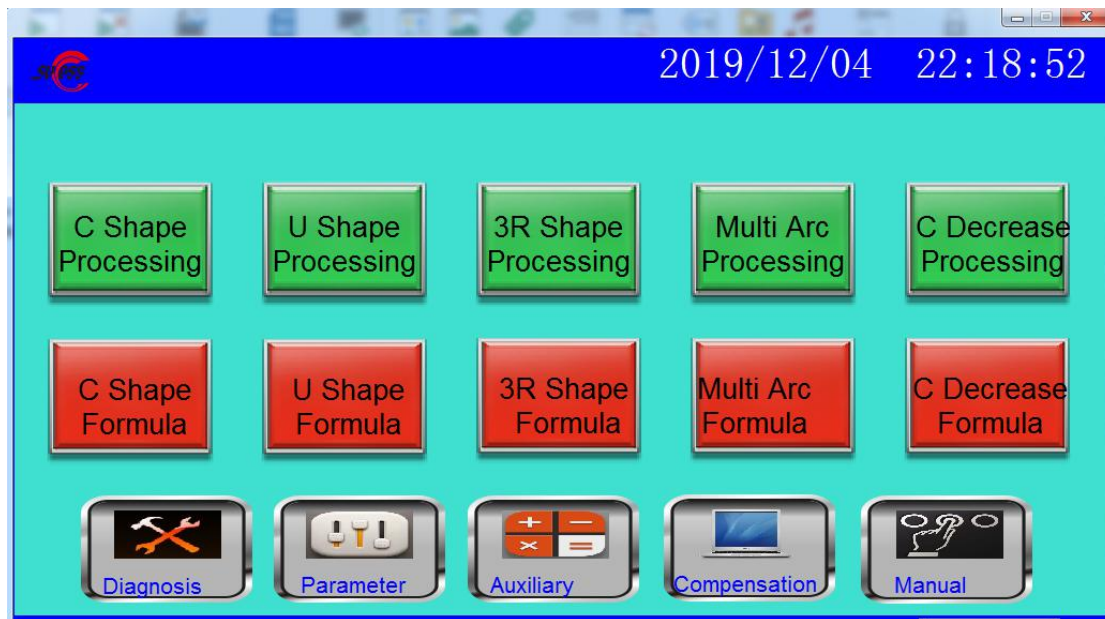 2019/12/04 22:18:52
C Shape
Processing
U Shape
Processing
3R Shape
Processing
Multi Arc
Processing
C Decrease
Processing
C Shape
Formula
U Shape
Formula
3R Shape
Formula
Multi Arc
Formula
C Decrease
Formula
Diagnosis
Parameter
Auxiliary
Compensation
Manual